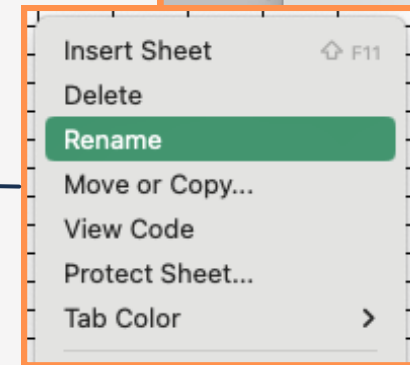 Insert Sheet ⇧ F11
Delete
Rename
Move or Copy...
View Code
Protect Sheet...
Tab Color